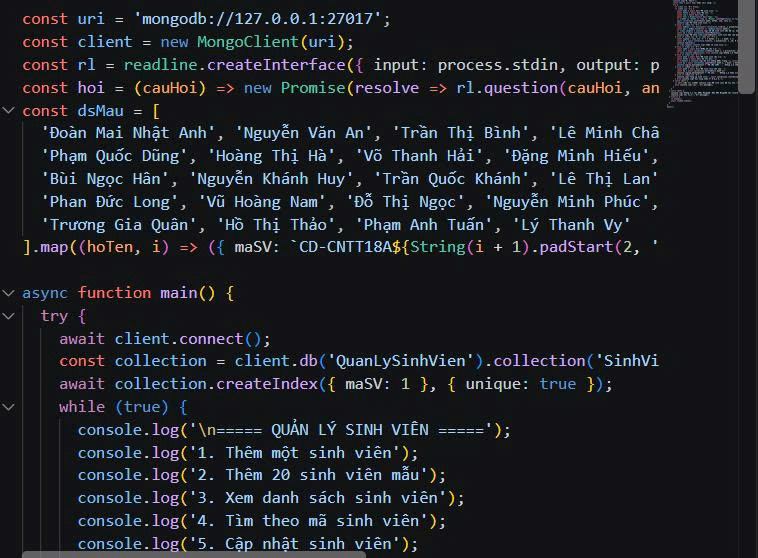 const uri = 'mongodb://127.0.0.1:27017';
const client = new MongoClient(uri);
const rl = readline.createInterface({ input: process.stdin, output: p
const hoi = (cauHoi) => new Promise(resolve => rl.question(cauHoi, an
const dsMau = [
'Đoàn Mai Nhật Anh', 'Nguyễn Văn An', 'Trần Thị Bình', 'Lê Minh Châ
'Phạm Quốc Dũng', 'Hoàng Thị Hà', 'Võ Thanh Hải', 'Đặng Minh Hiếu',
'Bùi Ngọc Hân', 'Nguyễn Khánh Huy', 'Trần Quốc Khánh', 'Lê Thị Lan'
'Phan Đức Long', 'Vũ Hoàng Nam', 'Đỗ Thị Ngọc', 'Nguyễn Minh Phúc',
'Trương Gia Quân', 'Hồ Thị Thảo', 'Phạm Anh Tuấn', 'Lý Thanh Vy'
].map((hoTen, i) => ({ maSV: `CD-CNTT18A${String(i + 1).padStart(2, '
async function main() {
try {
await client.connect();
const collection = client.db('QuanLySinhVien').collection('SinhVi
await collection.createIndex({ maSV: 1 }, { unique: true });
while (true) {
console.log('\n===== QUẢN LÝ SINH VIÊN =====');
console.log('1. Thêm một sinh viên');
console.log('2. Thêm 20 sinh viên mẫu');
console.log('3. Xem danh sách sinh viên');
console.log('4. Tìm theo mã sinh viên');
console.log('5. Cập nhật sinh viên');